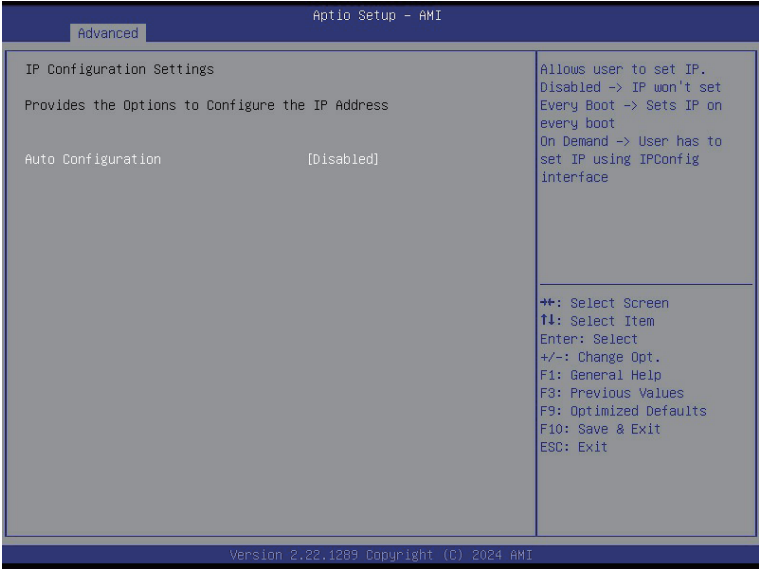 Aptio Setup – AMI
Advanced
IP Configuration Settings
Provides the Options to Configure the IP Address
Auto Configuration [Disabled]
Allows user to set IP.
Disabled -> IP won't set
Every Boot -> Sets IP on
every boot
On Demand -> User has to
set IP using IPConfig
interface
→←: Select Screen
↑↓: Select Item
Enter: Select
+/-: Change Opt.
F1: General Help
F3: Previous Values
F9: Optimized Defaults
F10: Save & Exit
ESC: Exit
Version 2.22.1289 Copyright (C) 2024 AMI